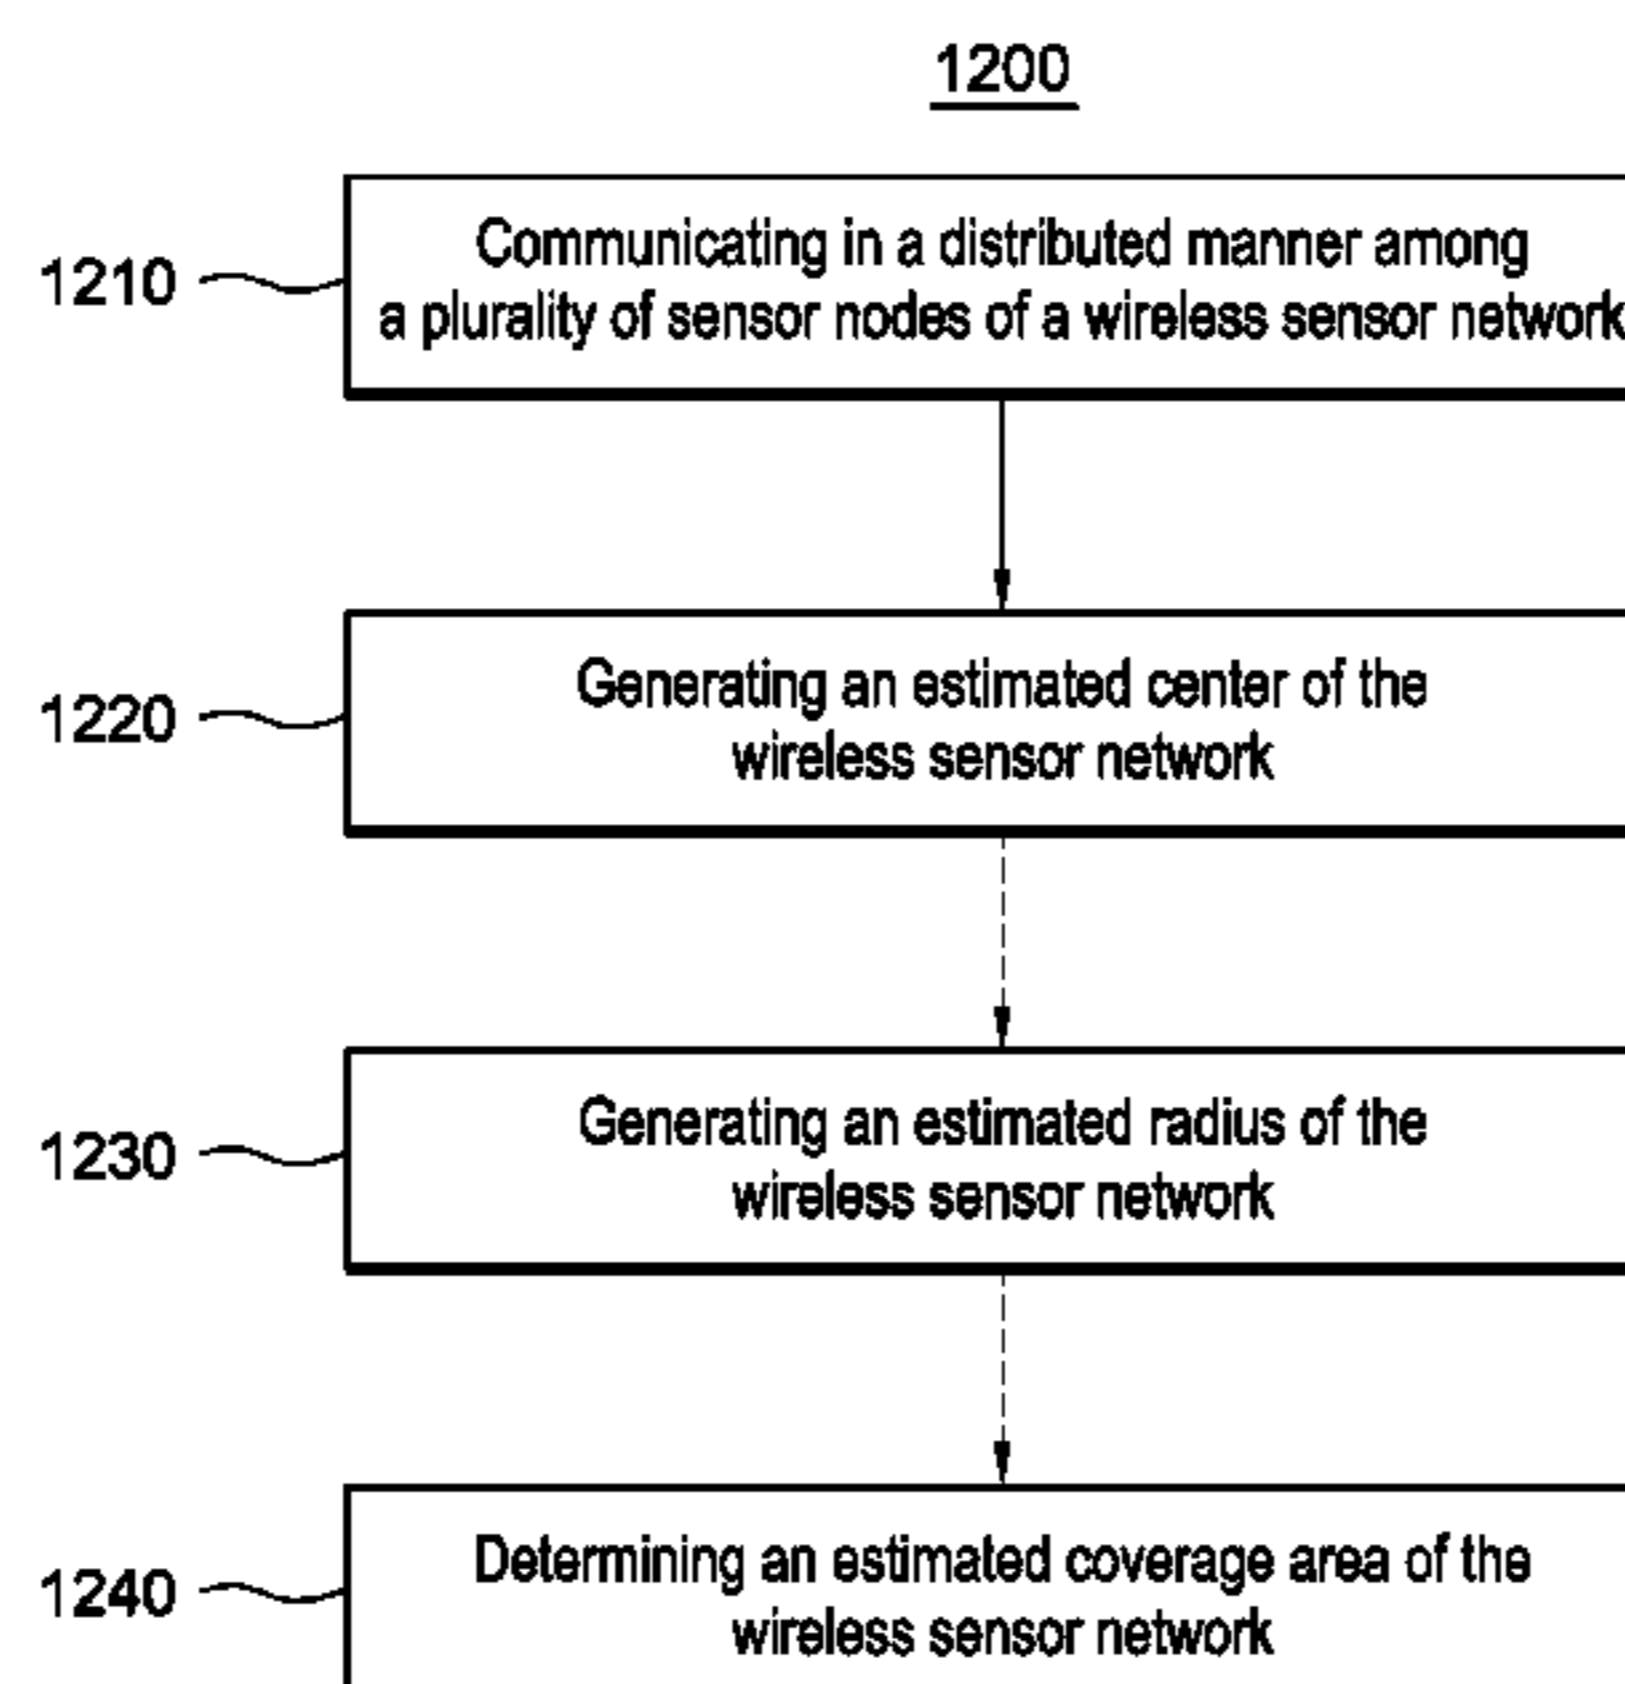 1200
1210
Communicating in a distributed manner among
a plurality of sensor nodes of a wireless sensor network
1220
Generating an estimated center of the
wireless sensor network
1230
Generating an estimated radius of the
wireless sensor network
1240
Determining an estimated coverage area of the
wireless sensor network